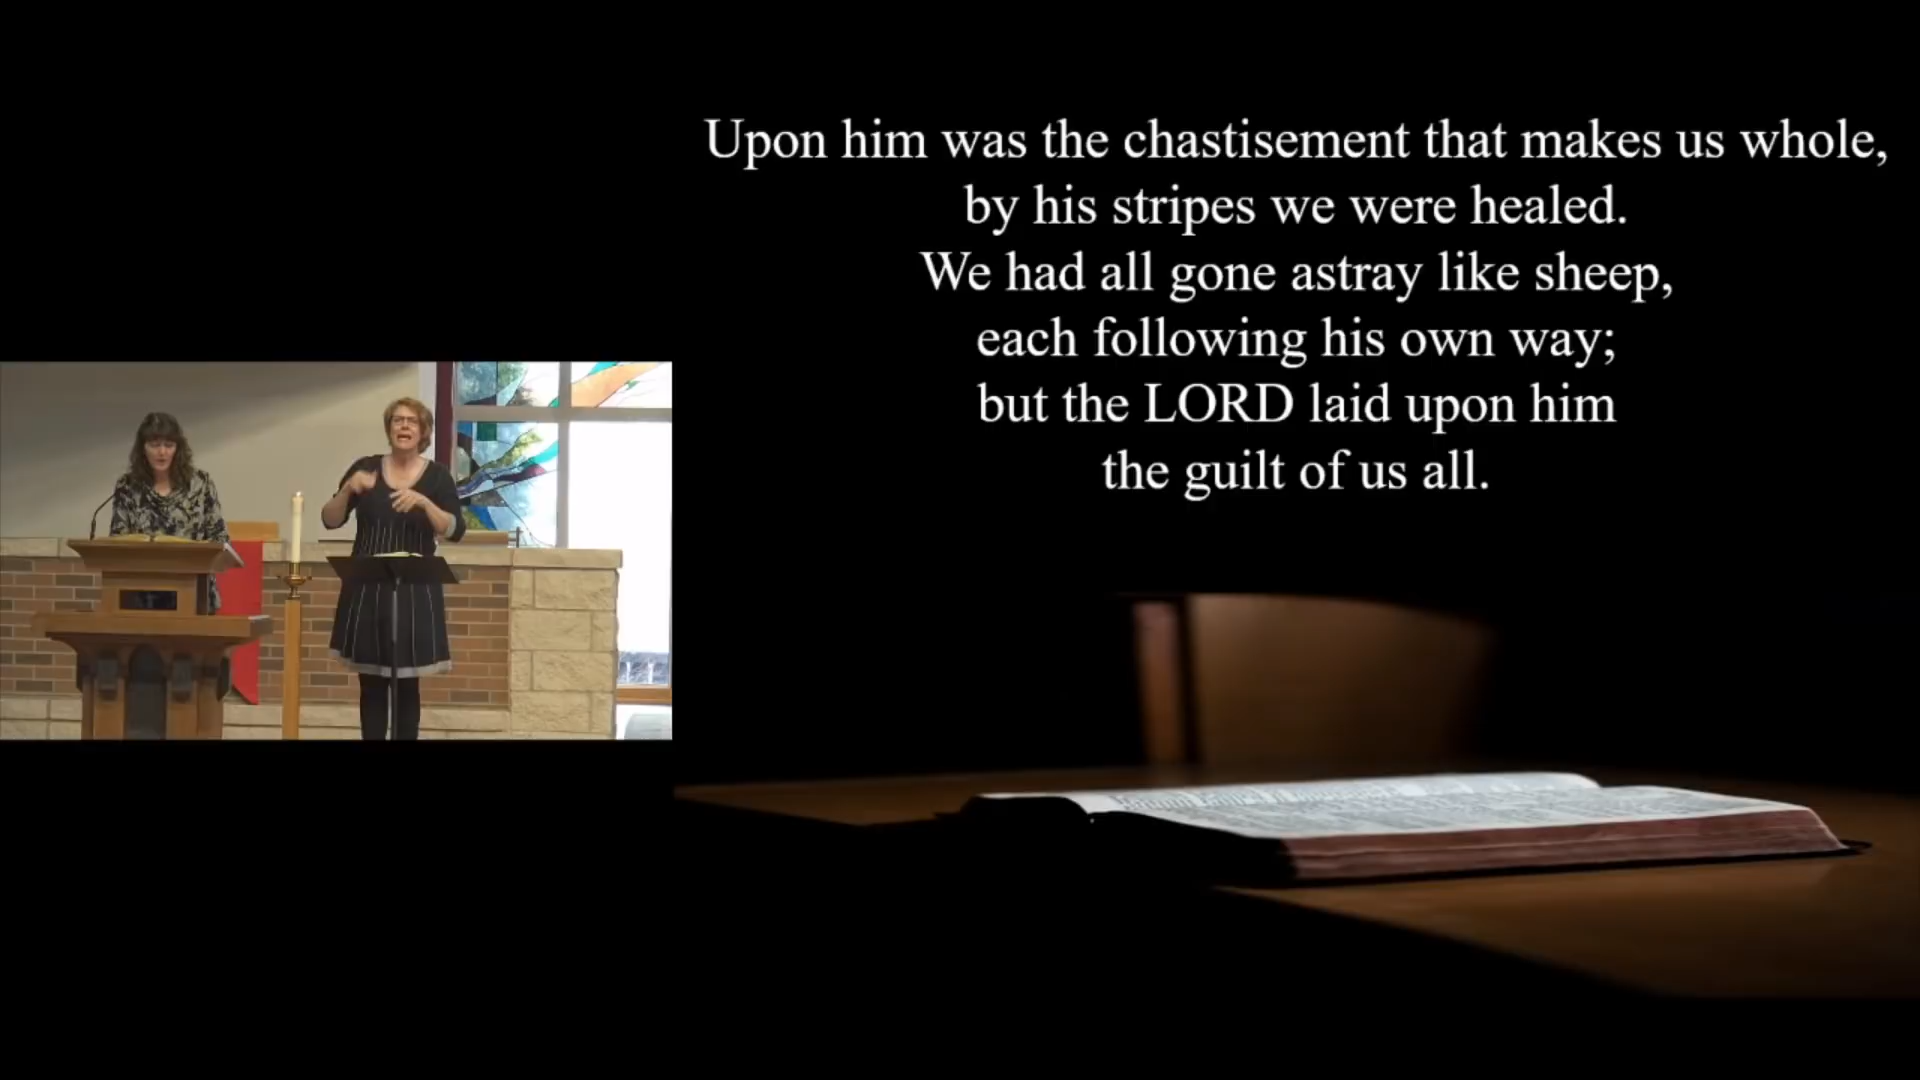 Upon him was the chastisement that makes us whole,
by his stripes we were healed.
We had all gone astray like sheep,
each following his own way;
but the LORD laid upon him
the guilt of us all.